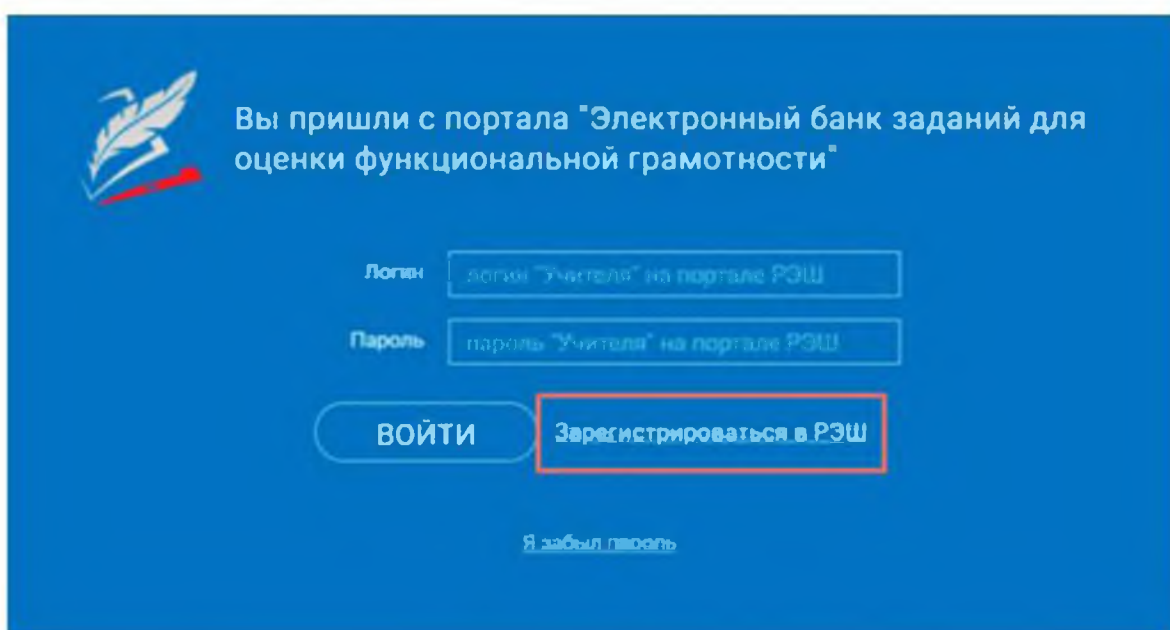 Вы пришли с портала "Электронный банк заданий для
оценки функциональной грамотности"
Логин
логин "Учителя" на портале РЭШ
Пароль
пароль "Учителя" на портале РЭШ
ВОЙТИ
Зарегистрироваться в РЭШ
Я забыл пароль